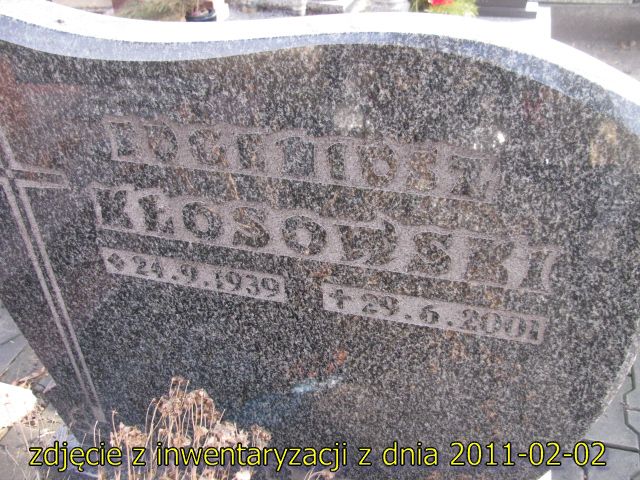 EUGENIUSZ
KŁOSOWSKI
24.9.1939 + 29.6.2001
zdjęcie z inwentaryzacji z dnia 2011-02-02